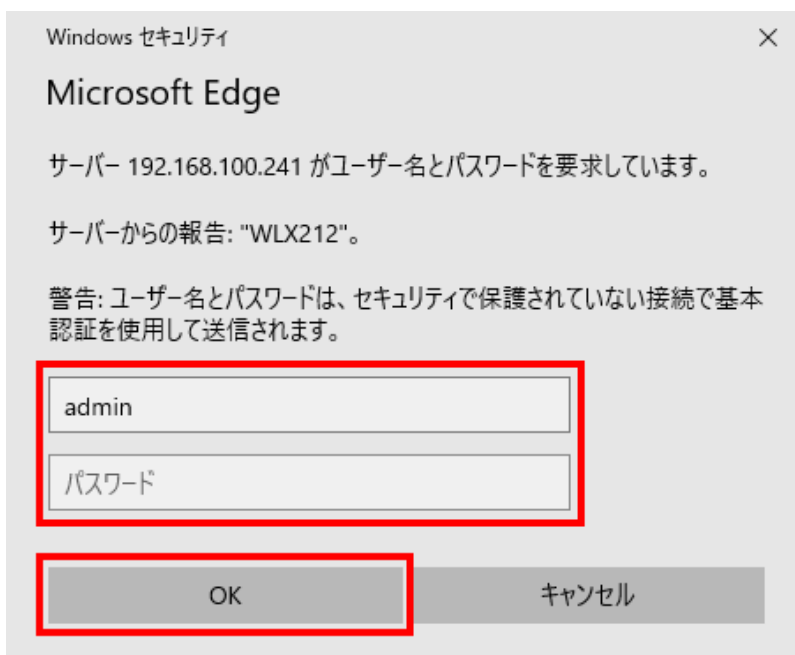 Windows セキュリティ
Microsoft Edge
サーバー 192.168.100.241 がユーザー名とパスワードを要求しています。
サーバーからの報告: "WLX212"。
警告: ユーザー名とパスワードは、セキュリティで保護されていない接続で基本
認証を使用して送信されます。
admin
パスワード
OK キャンセル